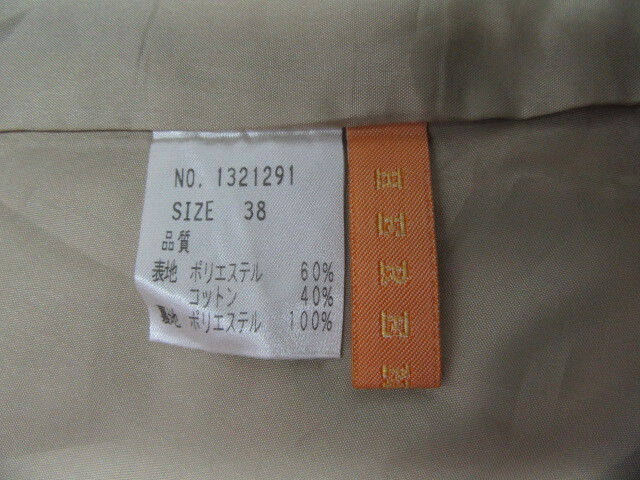 NO. 1321291
SIZE 38
品質
表地 ポリエステル 60%
コットン 40%
裏地 ポリエステル 100%